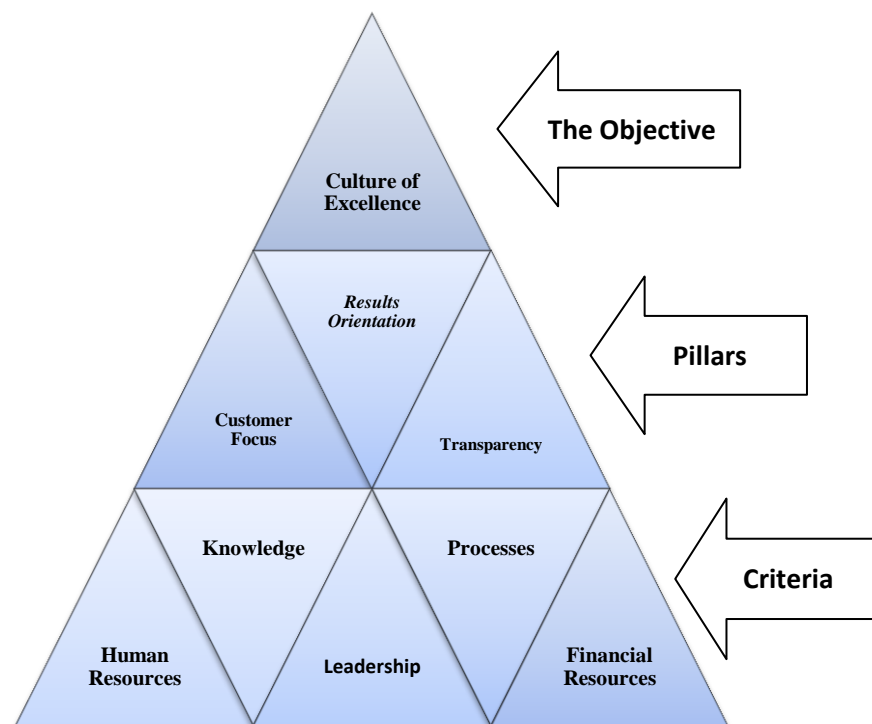 The Objective
Culture of
Excellence
Results
Orientation
Pillars
Customer
Focus
Transparency
Knowledge
Processes
Criteria
Human
Resources
Leadership
Financial
Resources